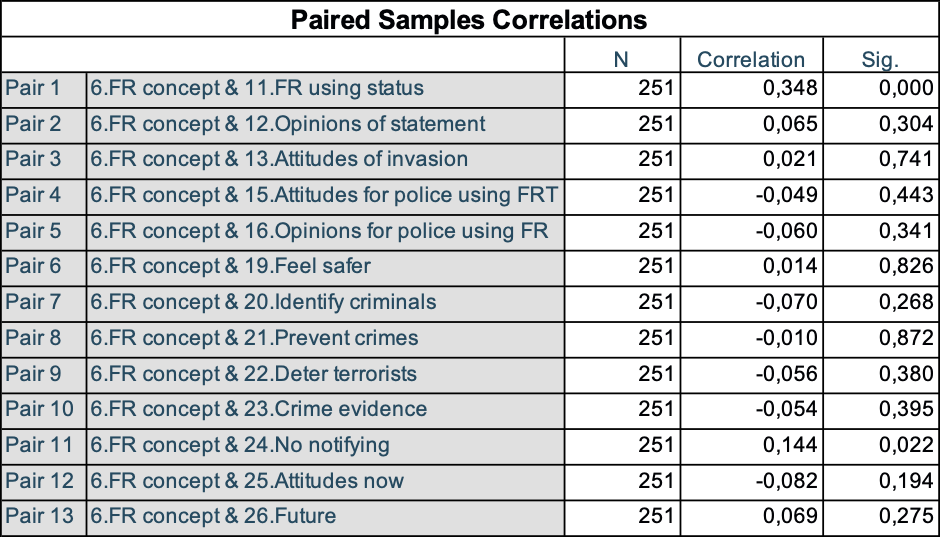 Paired Samples Correlations
N Correlation Sig.
Pair 1 6.FR concept & 11.FR using status 251 0,348 0,000
Pair 2 6.FR concept & 12.Opinions of statement 251 0,065 0,304
Pair 3 6.FR concept & 13.Attitudes of invasion 251 0,021 0,741
Pair 4 6.FR concept & 15.Attitudes for police using FRT 251 -0,049 0,443
Pair 5 6.FR concept & 16.Opinions for police using FR 251 -0,060 0,341
Pair 6 6.FR concept & 19.Feel safer 251 0,014 0,826
Pair 7 6.FR concept & 20.Identify criminals 251 -0,070 0,268
Pair 8 6.FR concept & 21.Prevent crimes 251 -0,010 0,872
Pair 9 6.FR concept & 22.Deter terrorists 251 -0,056 0,380
Pair 10 6.FR concept & 23.Crime evidence 251 -0,054 0,395
Pair 11 6.FR concept & 24.No notifying 251 0,144 0,022
Pair 12 6.FR concept & 25.Attitudes now 251 -0,082 0,194
Pair 13 6.FR concept & 26.Future 251 0,069 0,275